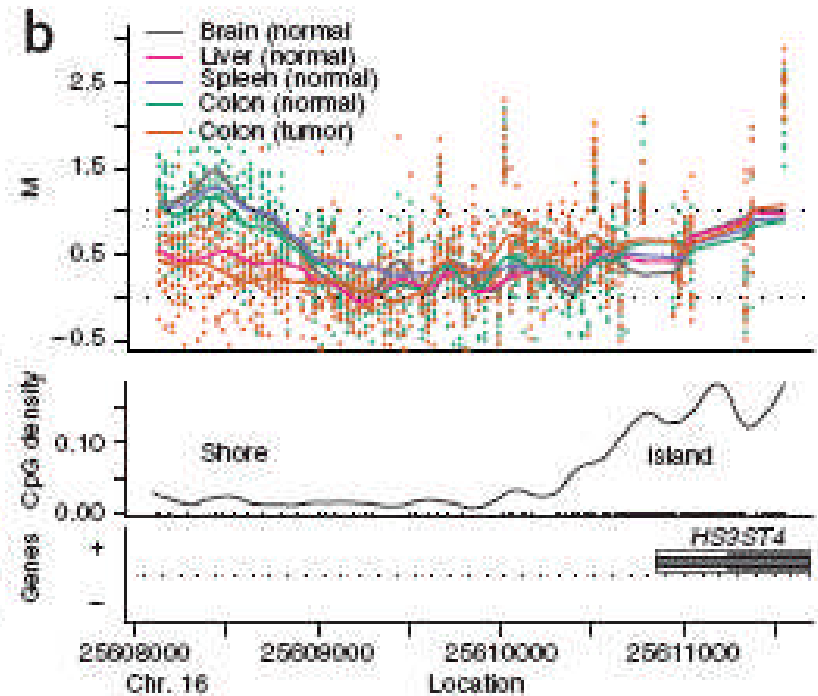 b
Brain (normal
Liver (normal)
Spleen (normal)
Colon (normal)
Colon (tumor)
2.5
1.5
0.5
−0.5
M
Shore
Island
0.10
0.00
CpG density
HS3ST4
+
−
Genes
25608000 25609000 25610000 25611000
Chr. 16 Location